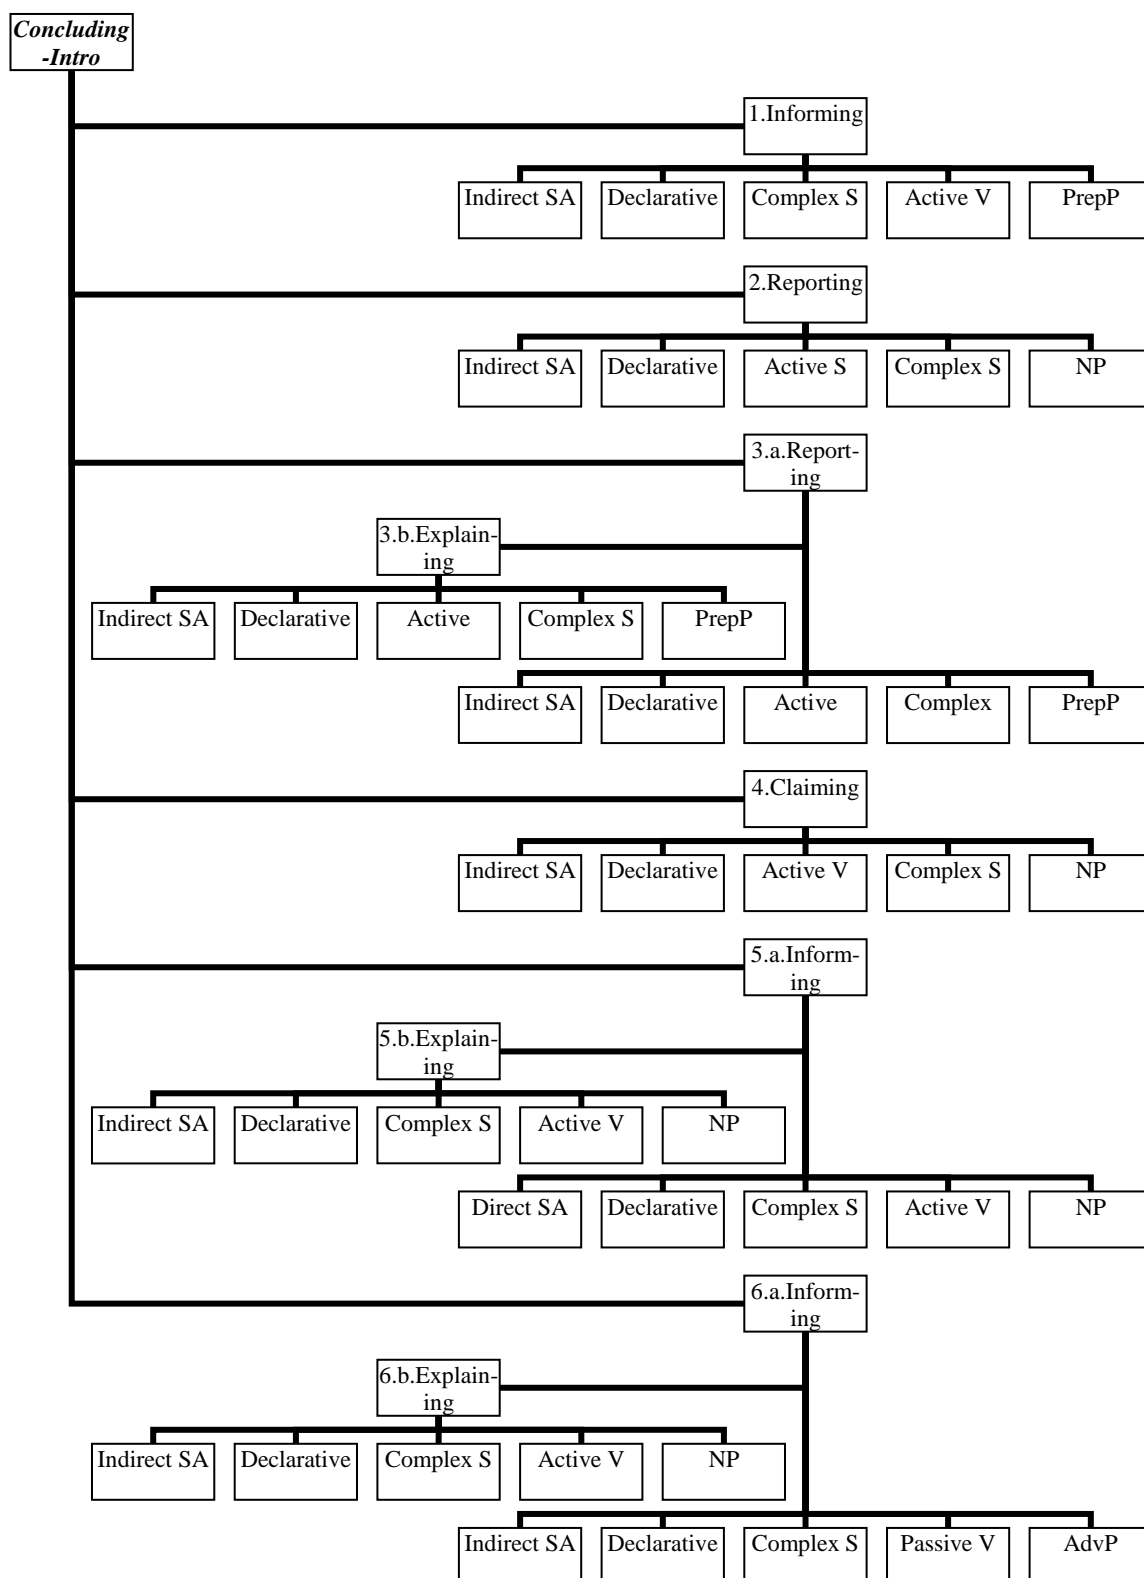 Concluding
-Intro
1.Informing
Indirect SA Declarative Complex S Active V PrepP
2.Reporting
Indirect SA Declarative Active S Complex S NP
3.a.Report-
ing
3.b.Explain-
ing
Indirect SA Declarative Active Complex S PrepP
Indirect SA Declarative Active Complex PrepP
4.Claiming
Indirect SA Declarative Active V Complex S NP
5.a.Inform-
ing
5.b.Explain-
ing
Indirect SA Declarative Complex S Active V NP
Direct SA Declarative Complex S Active V NP
6.a.Inform-
ing
6.b.Explain-
ing
Indirect SA Declarative Complex S Active V NP
Indirect SA Declarative Complex S Passive V AdvP